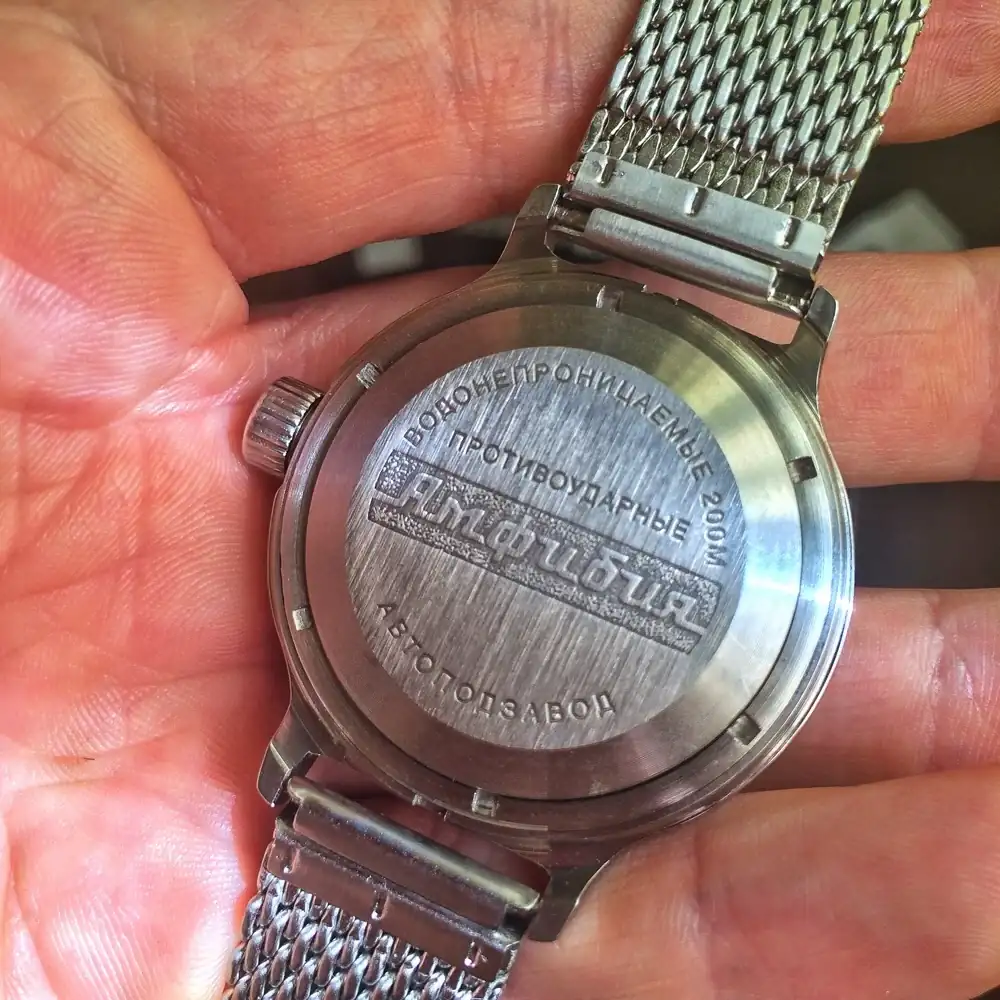 ВОДОНЕПРОНИЦАЕМЫЕ 200М
ПРОТИВОУДАРНЫЕ
Амфибия
АВТОПОДЗАВОД